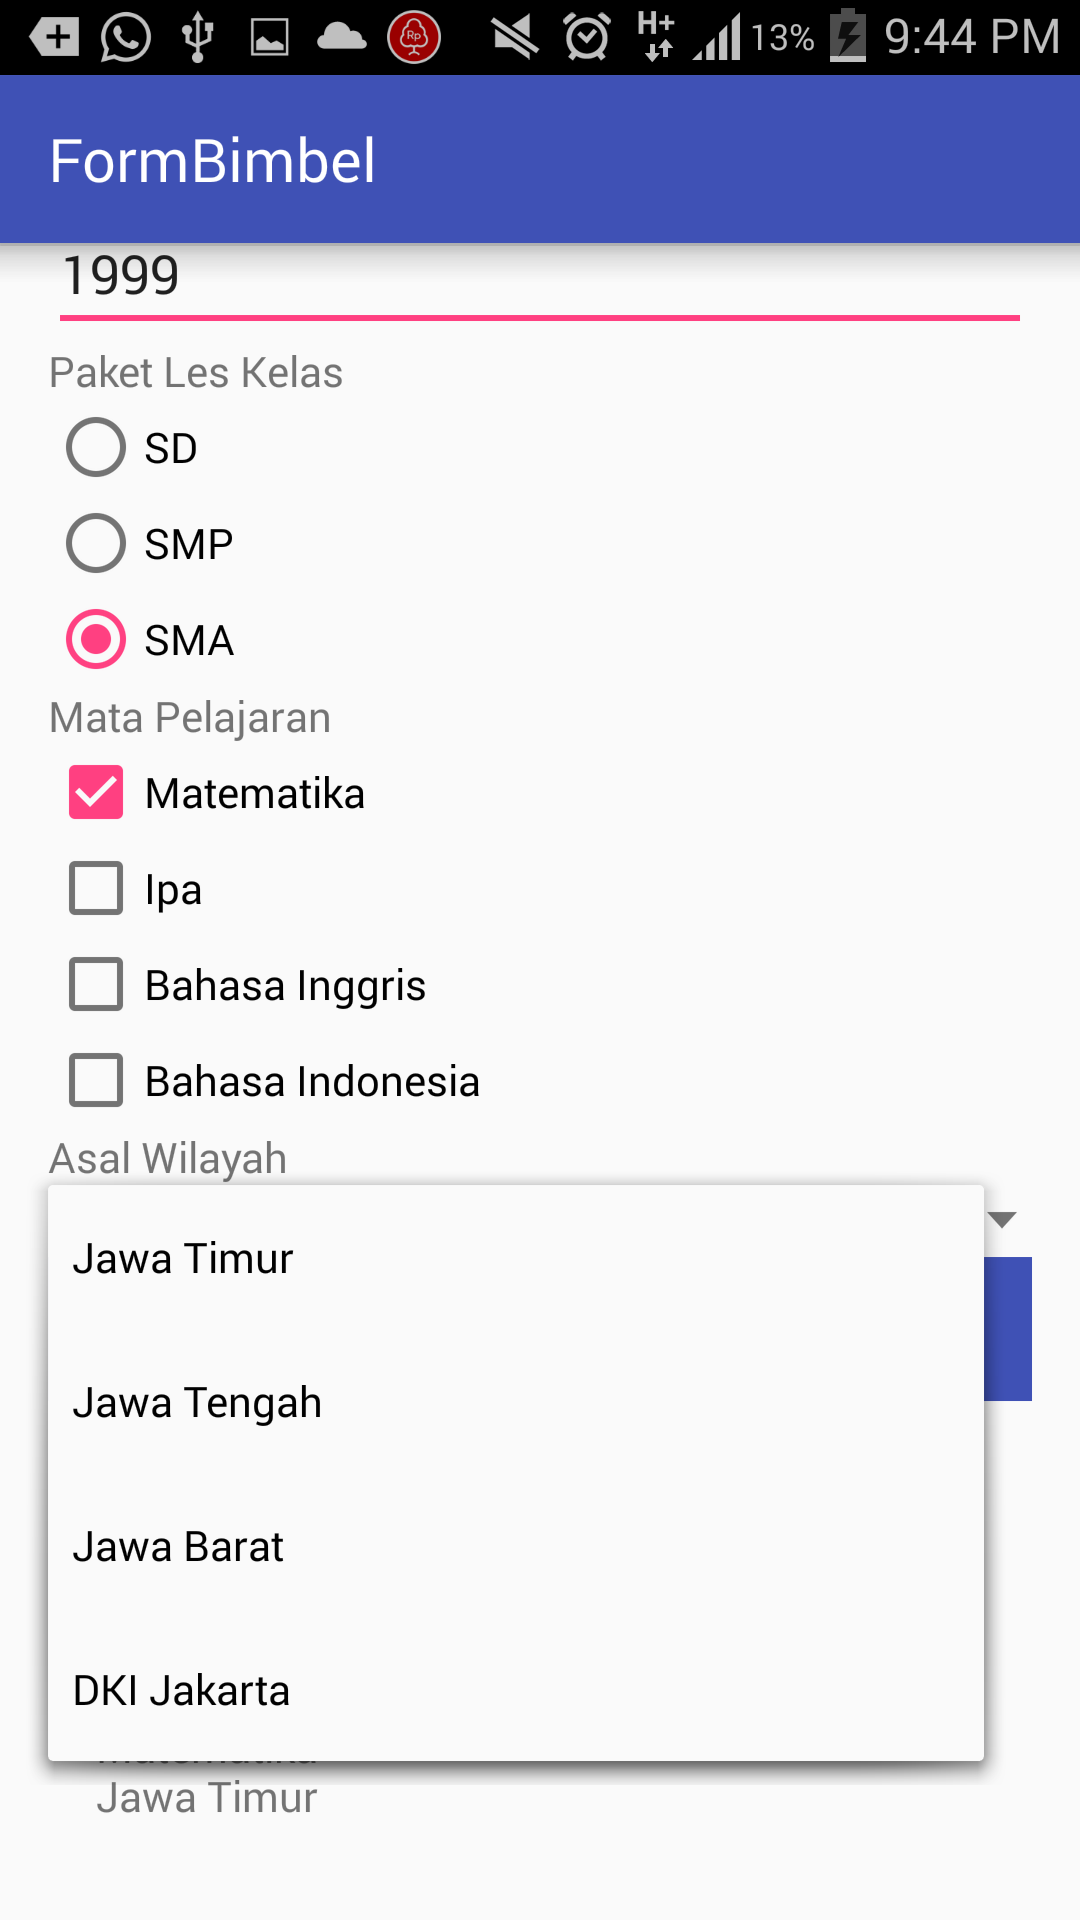 Rp H+ 13% 9:44 PM
FormBimbel
1999
Paket Les Kelas
SD
SMP
SMA
Mata Pelajaran
Matematika
Ipa
Bahasa Inggris
Bahasa Indonesia
Asal Wilayah
Jawa Timur
Jawa Tengah
Jawa Barat
DKI Jakarta
Jawa Timur